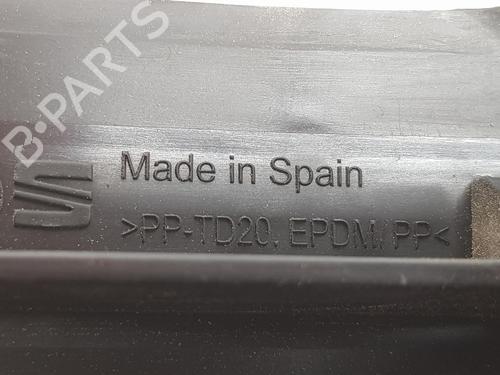 B-PARTS
Made in Spain
>PP-TD20, EPDM/PP<